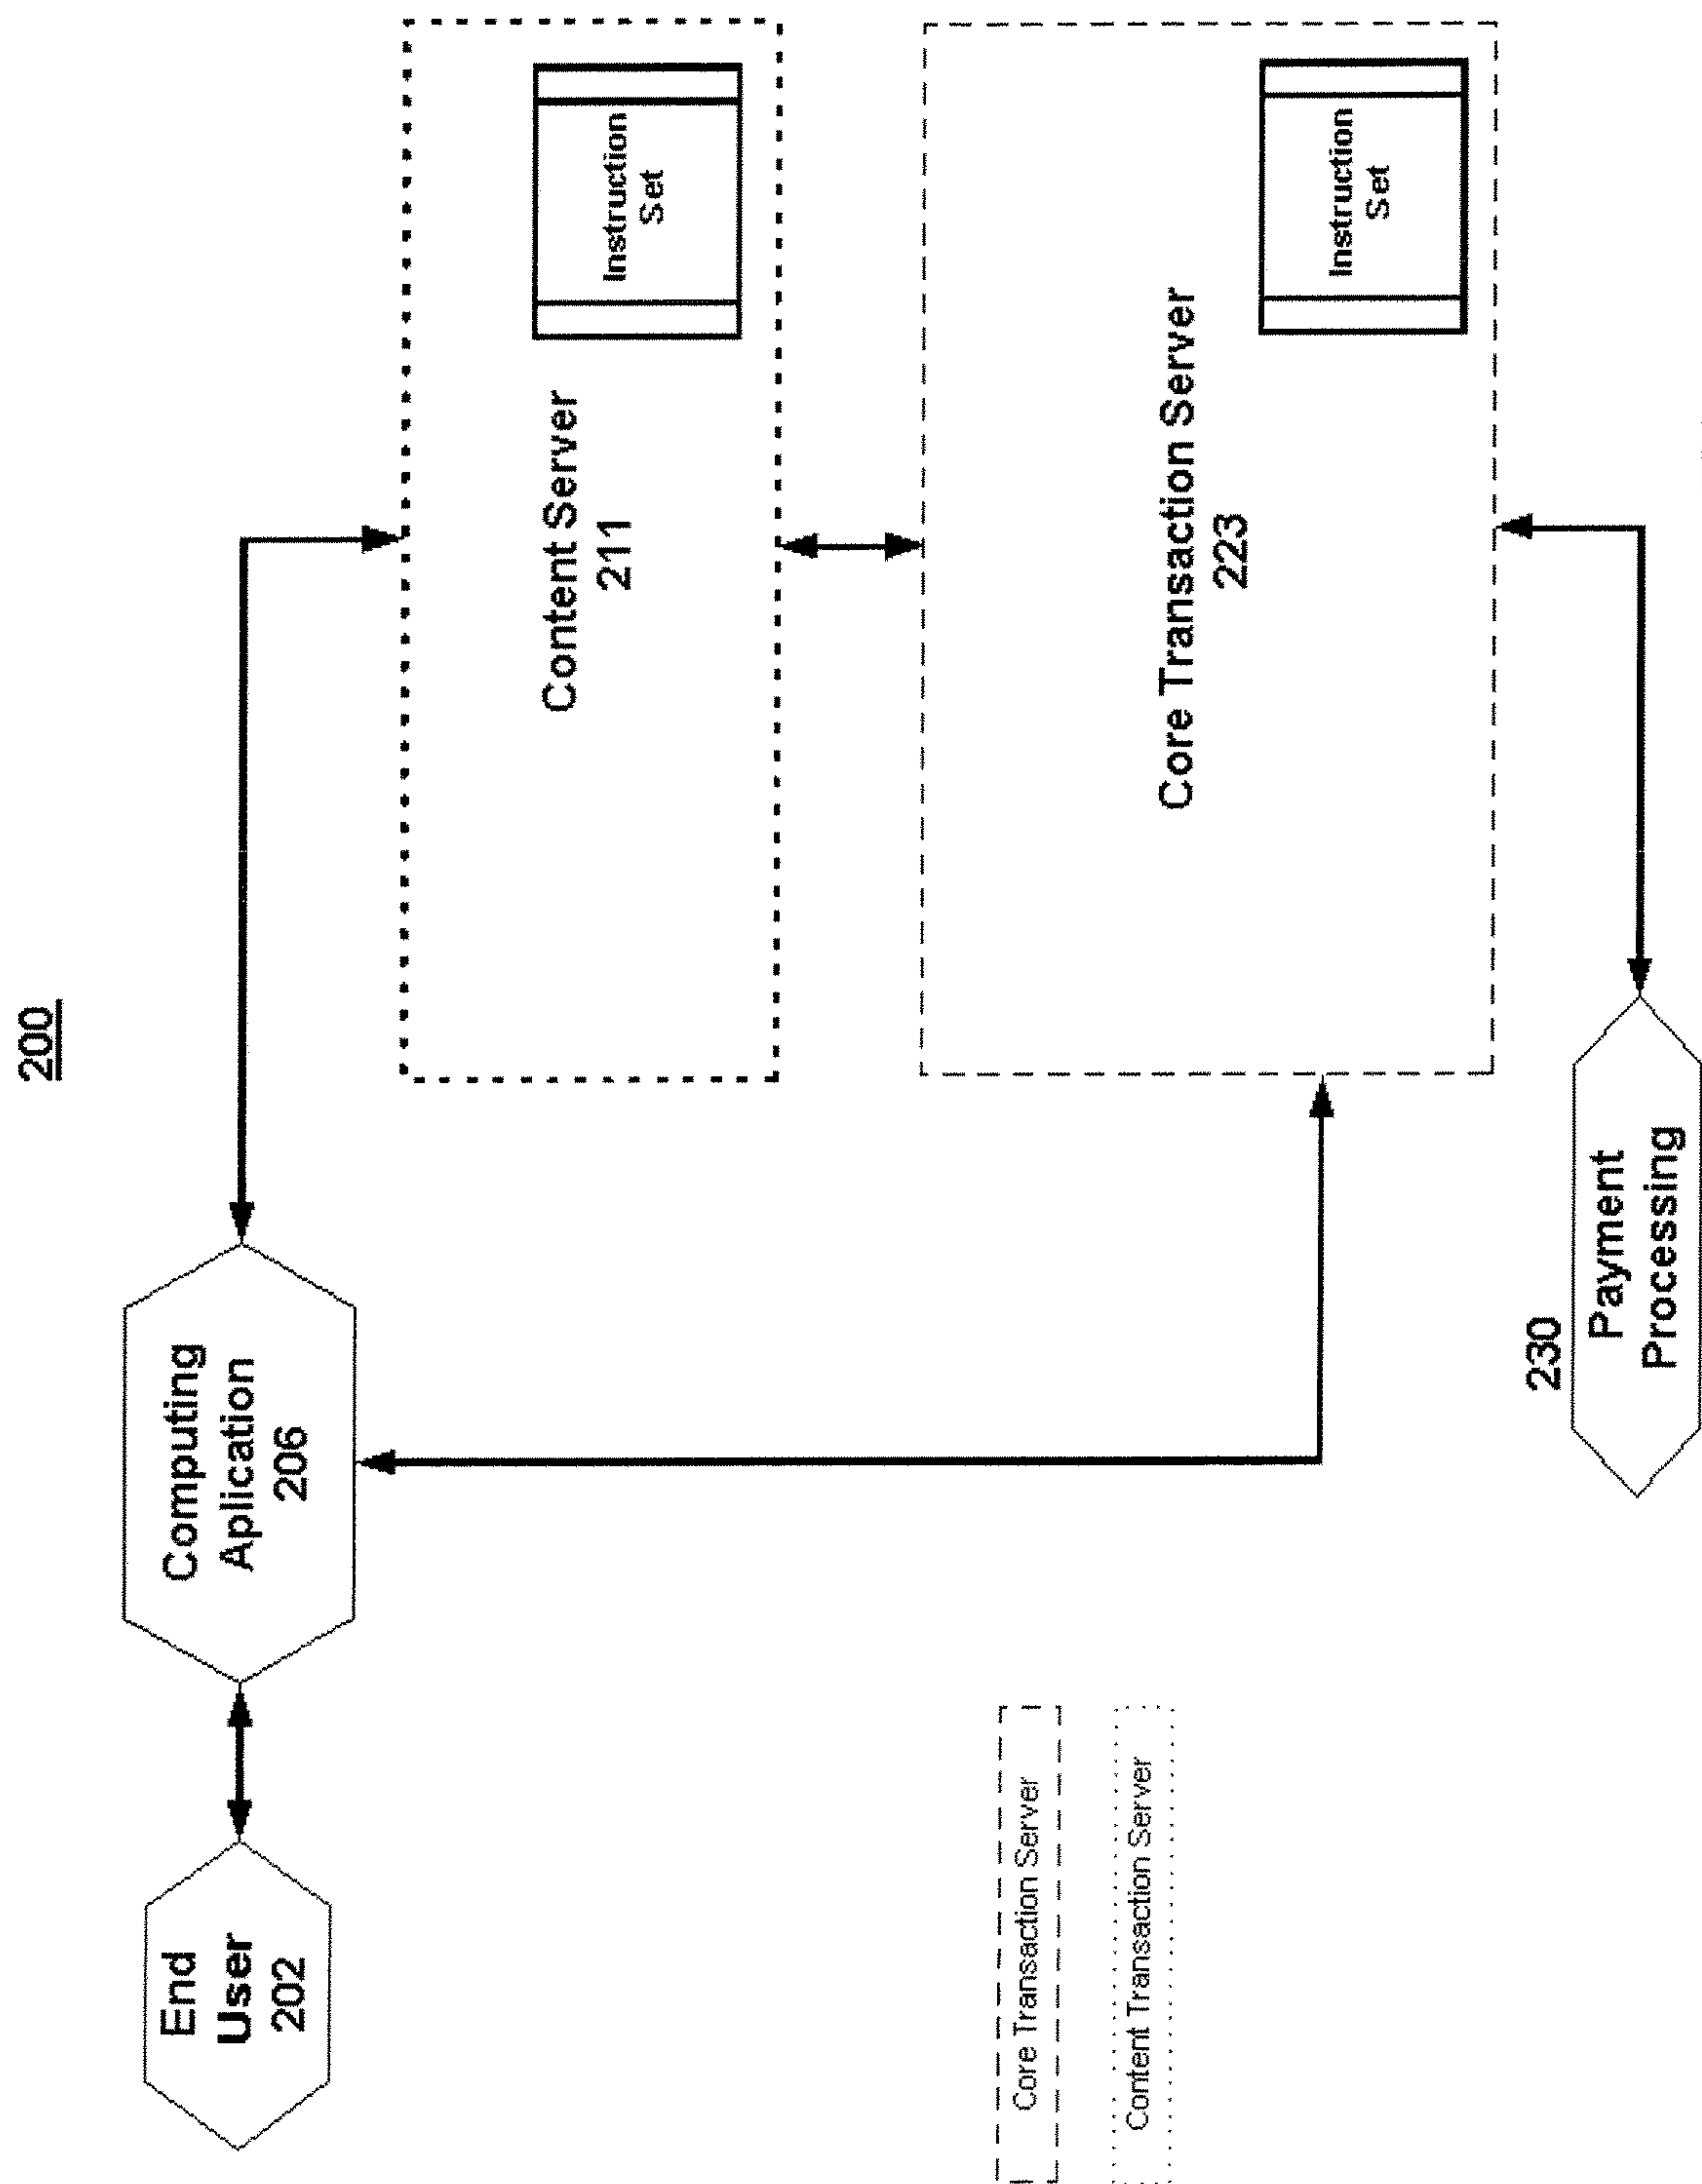 200
End
User
202
Computing
Aplication
206
Content Server
211
Instruction
Set
Core Transaction Server
223
Instruction
Set
230
Payment
Processing
Core Transaction Server
Content Transaction Server